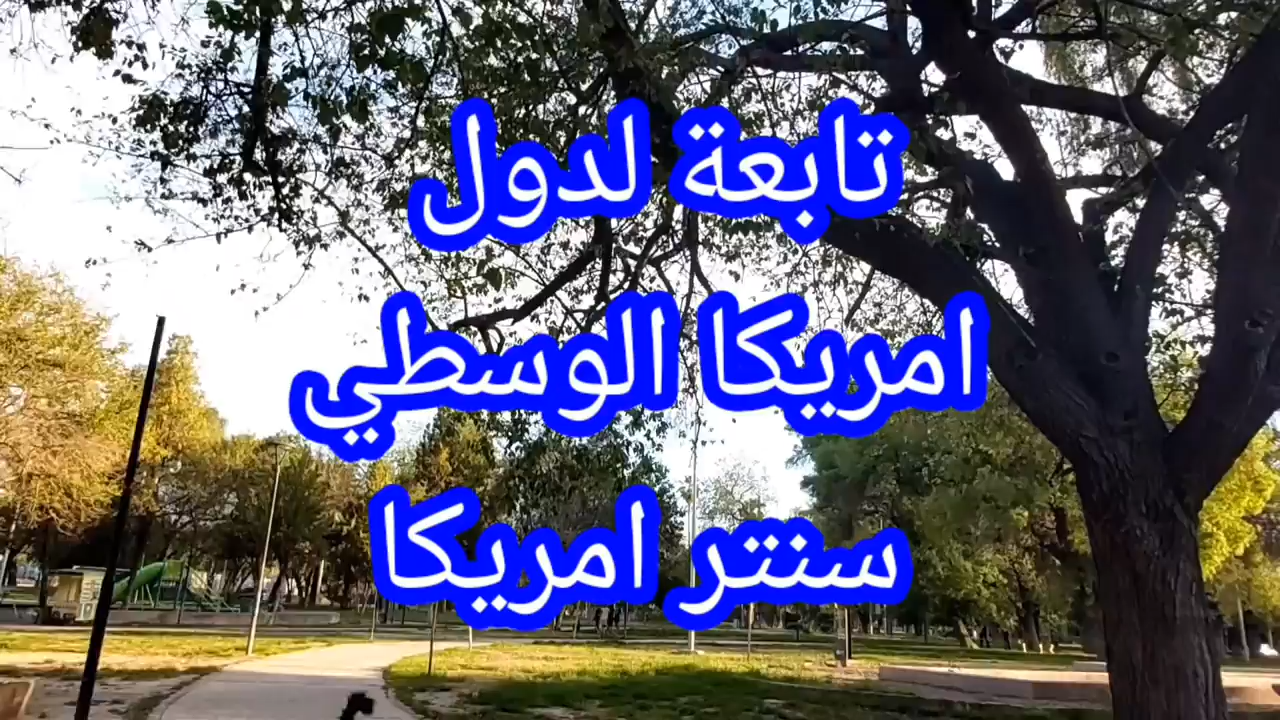 تابعة لدول
امريكا الوسطي
سنتر امريكا